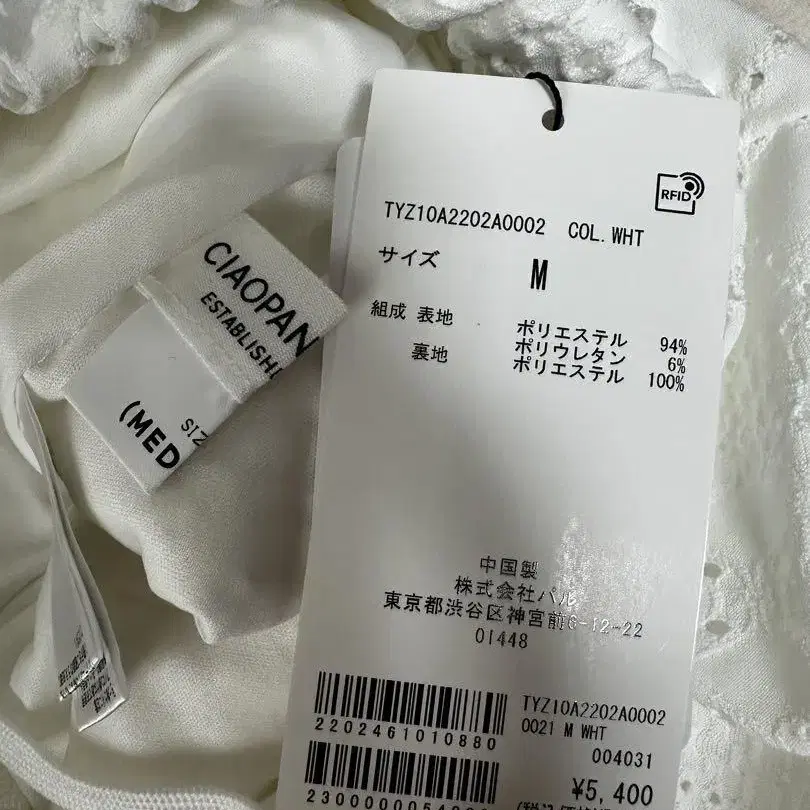 RFID
TYZ10A2202A0002 COL. WHT
サイズ M
組成 表地 ポリエステル 94%
ポリウレタン 6%
裏地 ポリエステル 100%
中国製
株式会社パル
東京都渋谷区神宮前6-12-22
01448
TYZ10A2202A0002
2202461010880 0021 M WHT
004031
¥5,400
CIAOPAN
ESTABLISH
SIZ
(MED